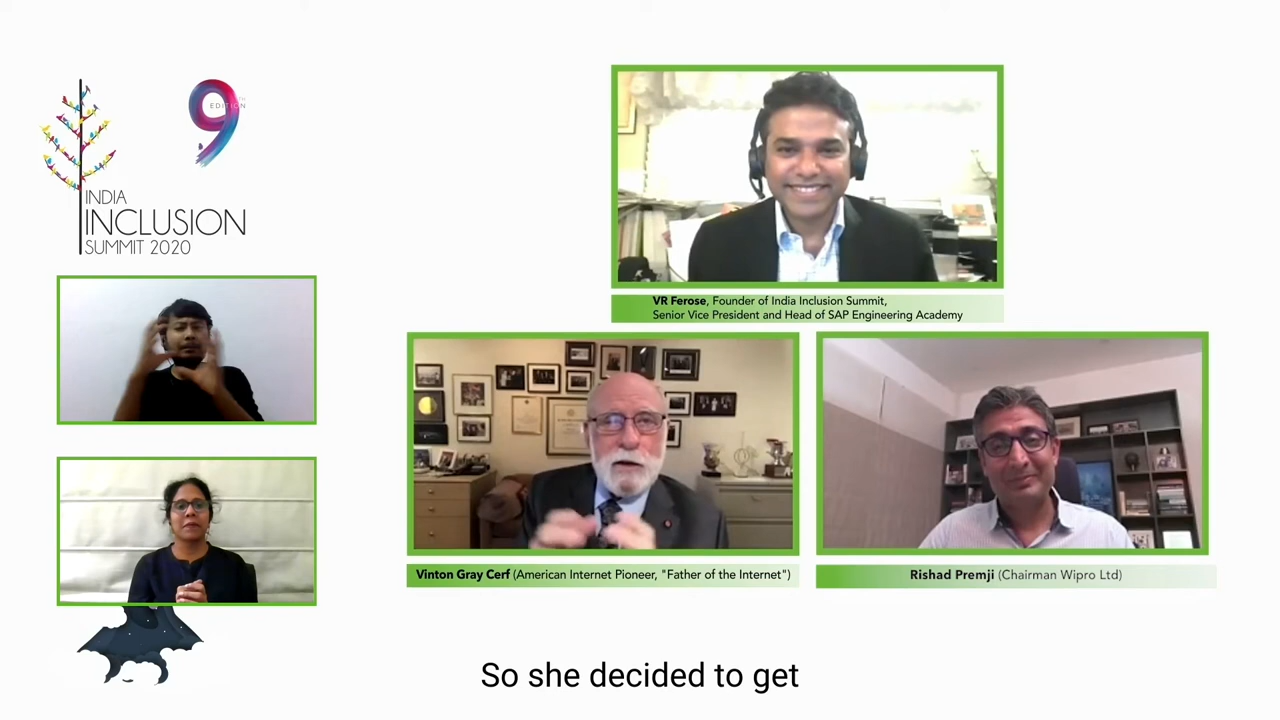 9
TH
EDITION
INDIA
INCLUSION
SUMMIT 2020
VR Ferose, Founder of India Inclusion Summit,
Senior Vice President and Head of SAP Engineering Academy
Vinton Gray Cerf (American Internet Pioneer, "Father of the Internet")
Rishad Premji (Chairman Wipro Ltd)
So she decided to get